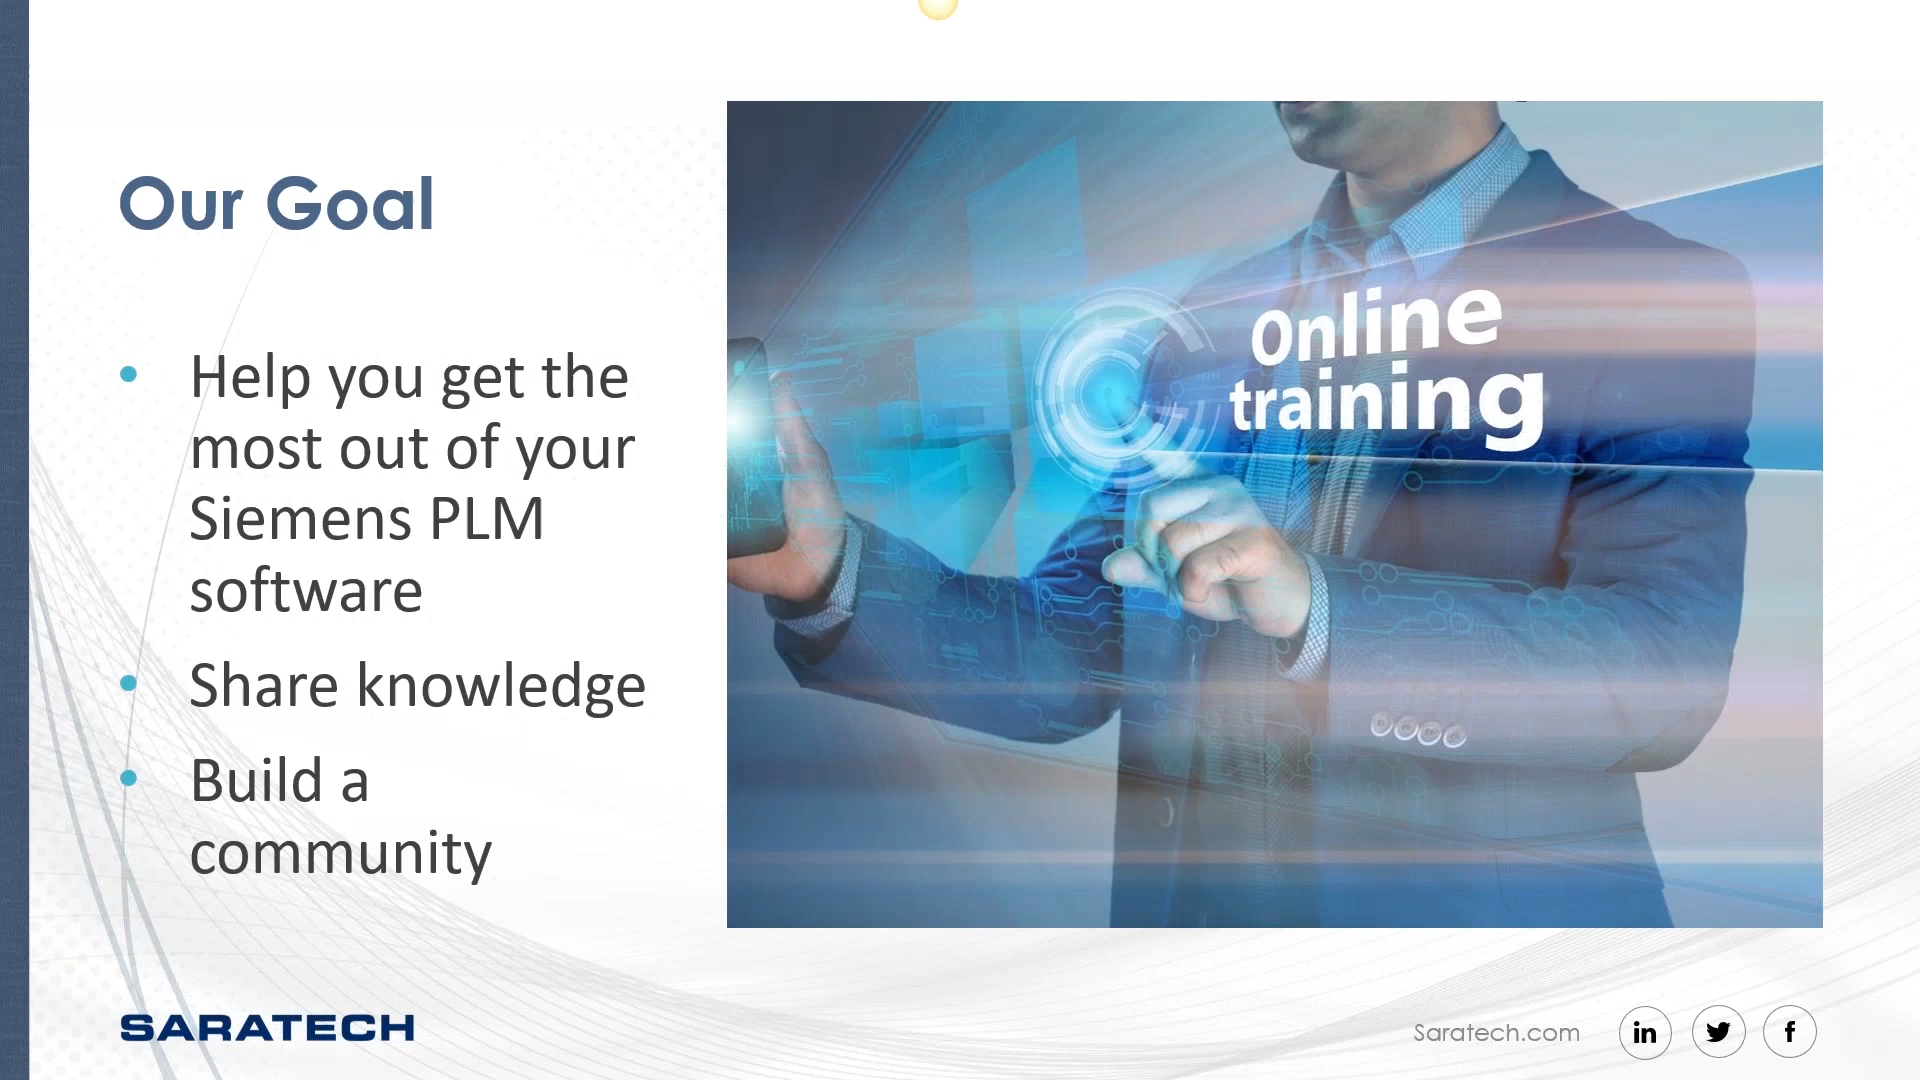 Our Goal
• Help you get the
most out of your
Siemens PLM
software
• Share knowledge
• Build a
community
Online
training
SARATECH
Saratech.com
in
f